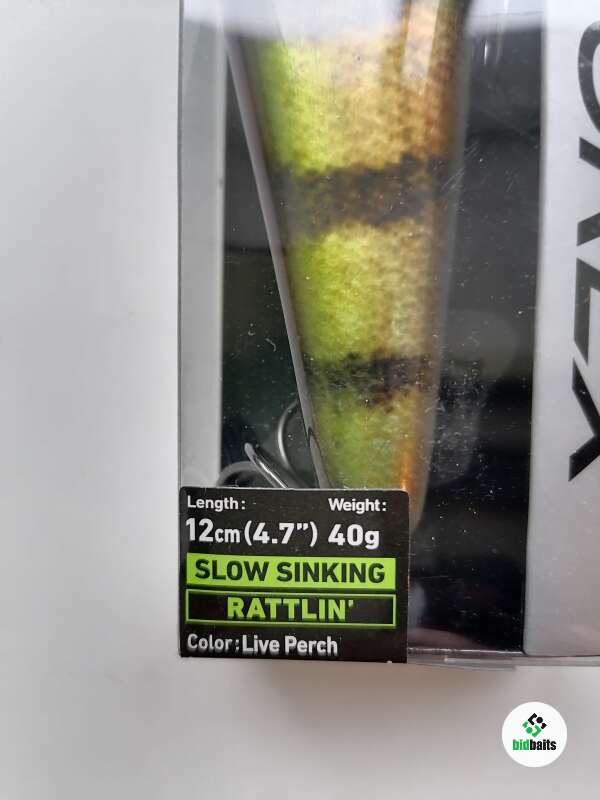 Length: Weight:
12cm(4.7") 40g
SLOW SINKING
RATTLIN'
Color:Live Perch
bidbaits